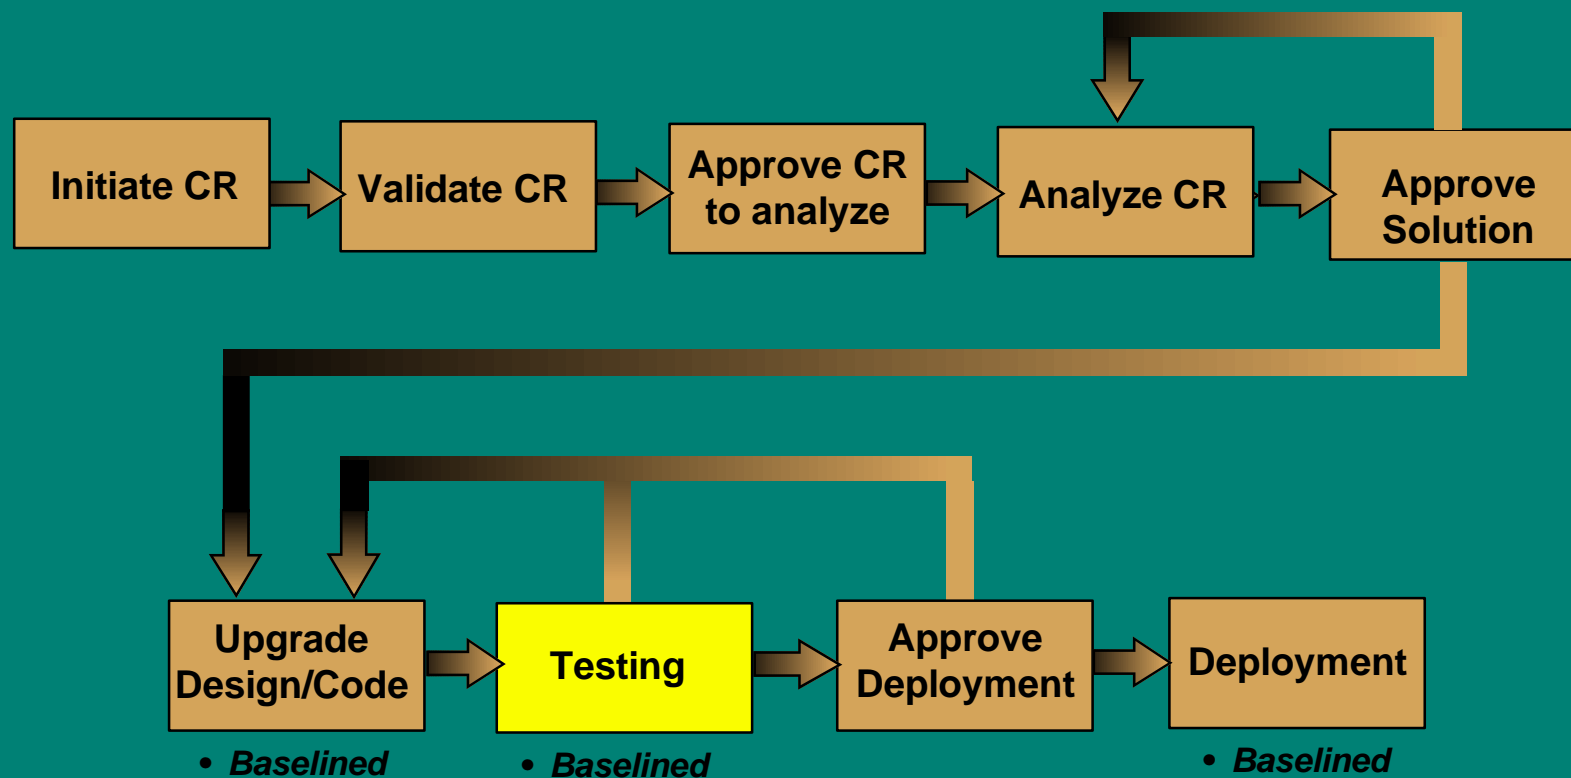 Initiate CR
Validate CR
Approve CR
to analyze
Analyze CR
Approve
Solution
Upgrade
Design/Code
Testing
Approve
Deployment
Deployment
• Baselined
• Baselined
• Baselined